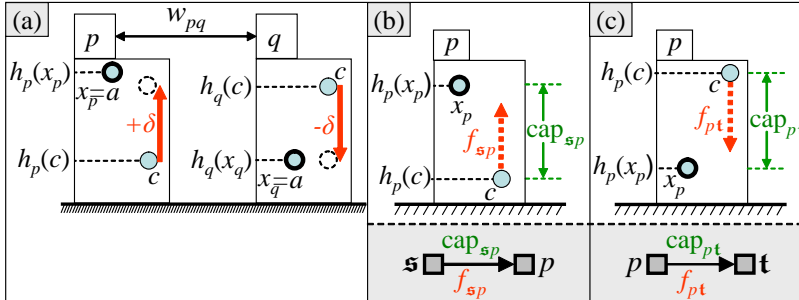 (a)
p
w_pq
q
h_p(x_p)
x_p=a
+δ
h_p(c)
c
h_q(c)
c
-δ
h_q(x_q)
x_q=a
(b)
p
h_p(x_p)
x_p
f_𝔰p
cap_𝔰p
h_p(c)
c
cap_𝔰p
𝔰 p
f_𝔰p
(c)
p
h_p(c)
c
f_p𝔱
h_p(x_p)
x_p
cap_p
cap_p𝔱
p 𝔱
f_p𝔱